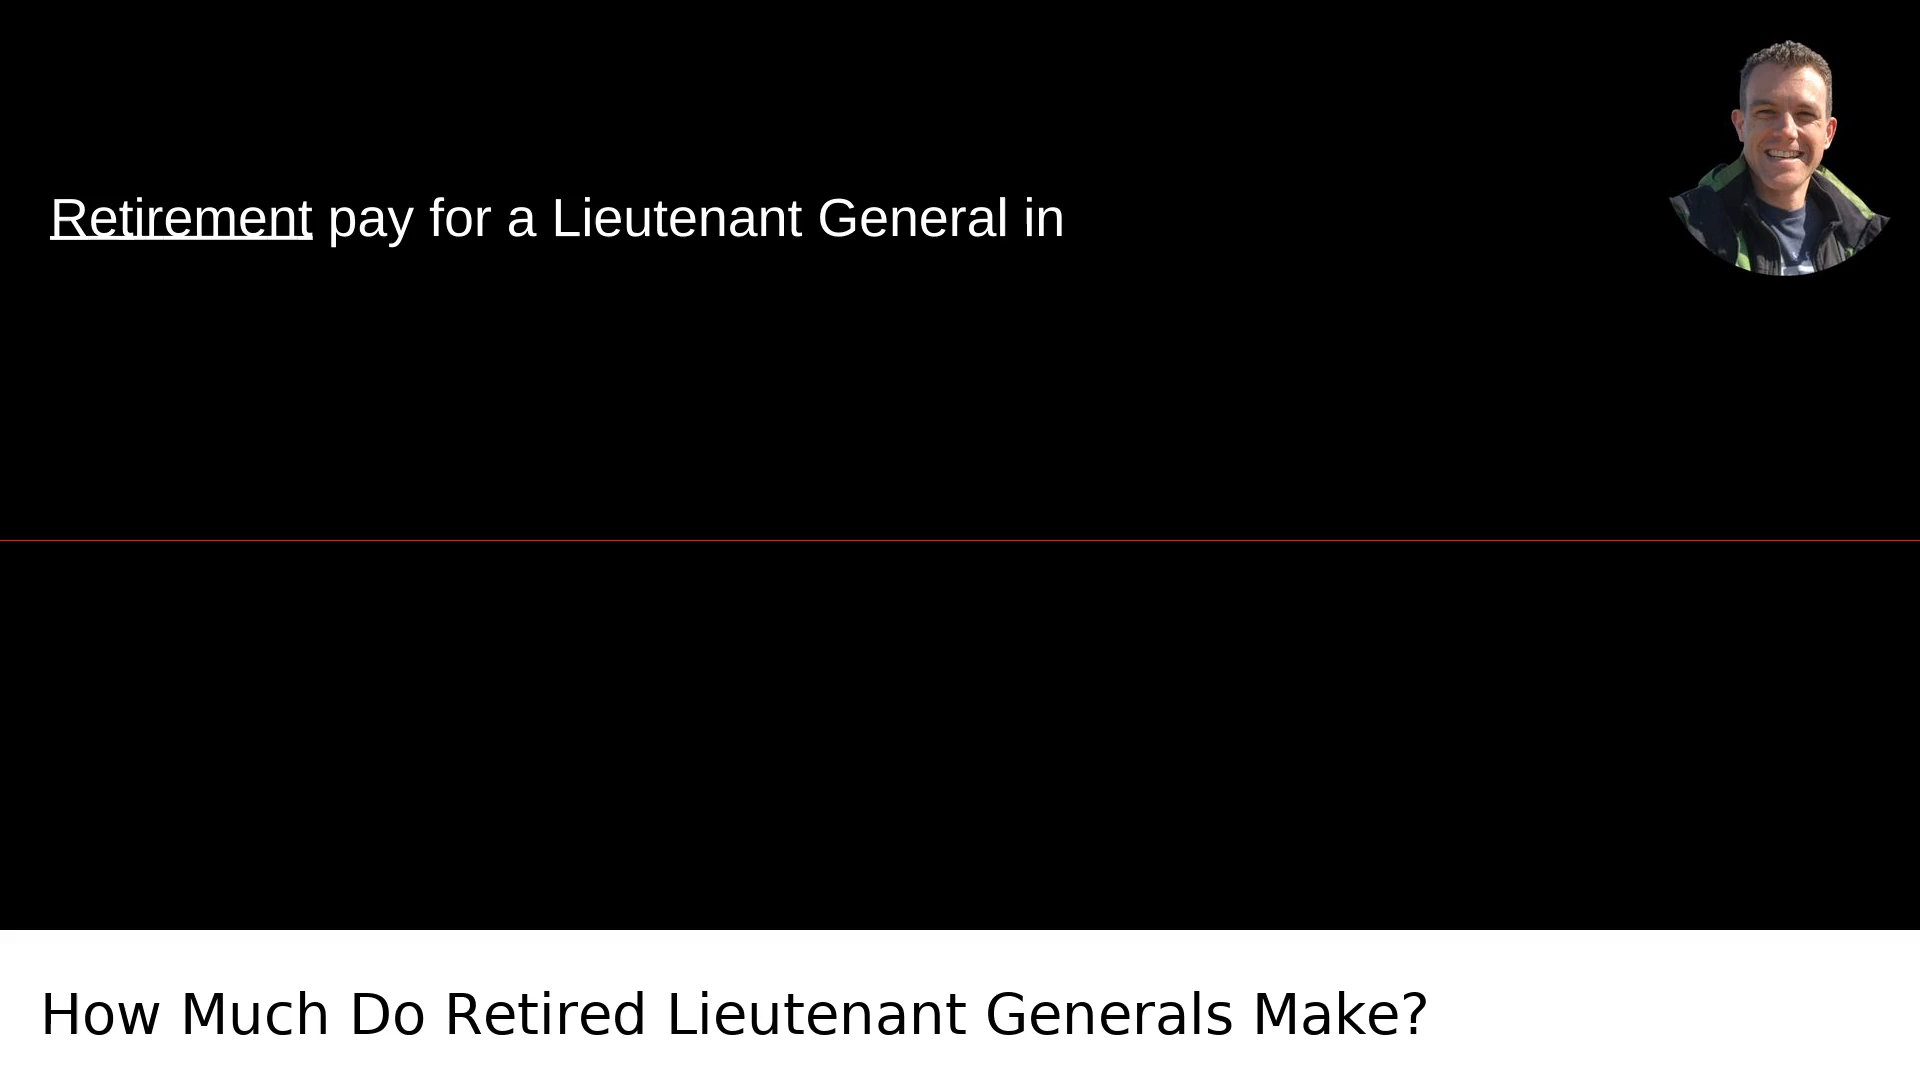 Retirement pay for a Lieutenant General in
How Much Do Retired Lieutenant Generals Make?